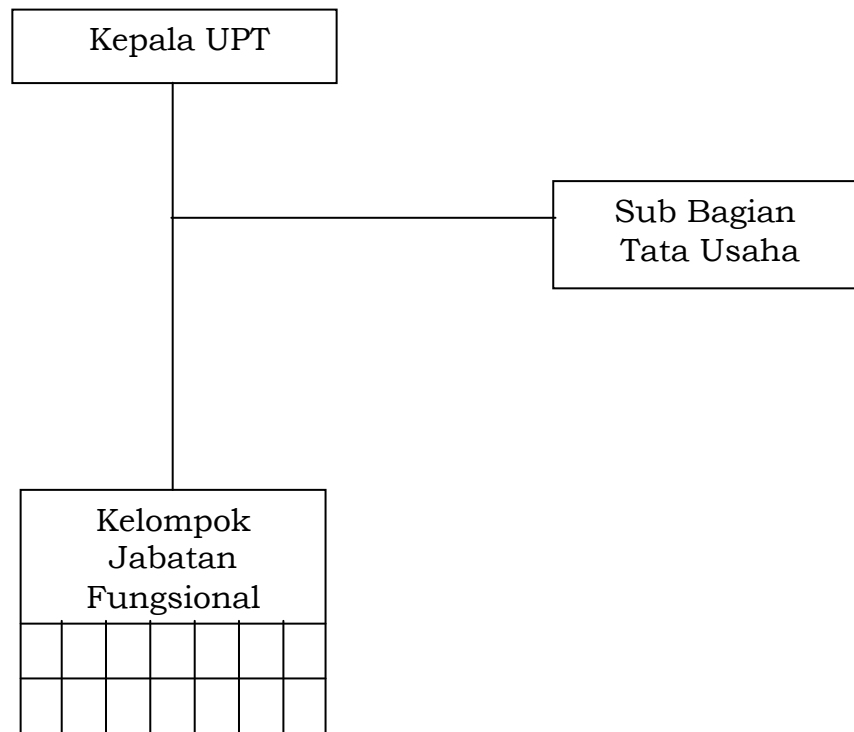 Kepala UPT
Sub Bagian
Tata Usaha
Kelompok
Jabatan
Fungsional